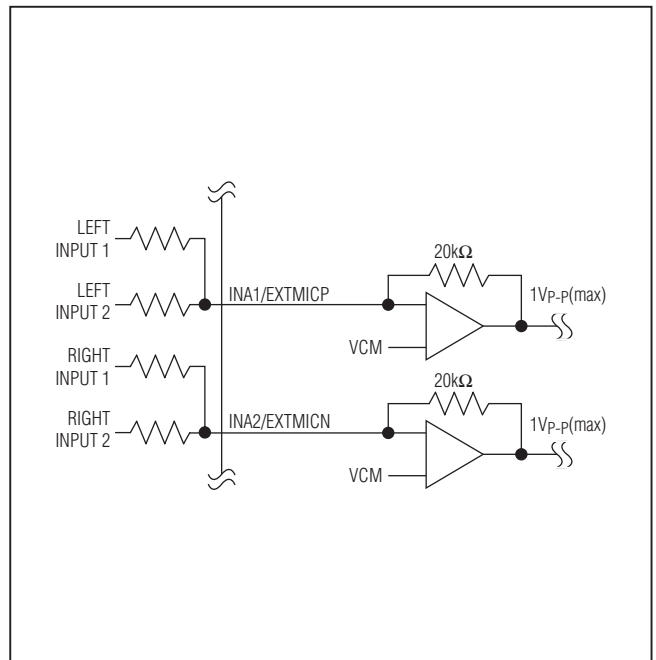 LEFT
INPUT 1
LEFT
INPUT 2
INA1/EXTMICP
20kΩ
1VP-P(max)
VCM
RIGHT
INPUT 1
RIGHT
INPUT 2
INA2/EXTMICN
20kΩ
1VP-P(max)
VCM